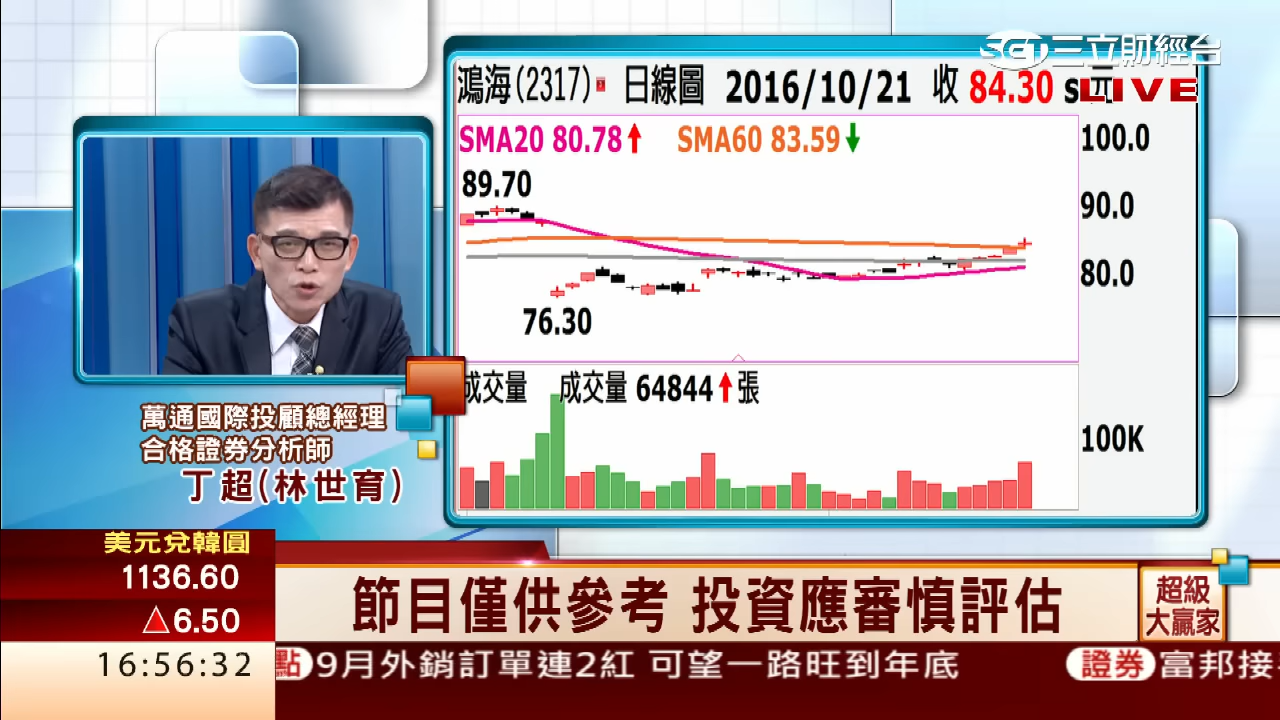 SET三立財經台
LIVE
鴻海(2317) 日線圖 2016/10/21 收 84.30 s元
SMA20 80.78↑ SMA60 83.59↓
100.0
89.70
90.0
80.0
76.30
成交量 成交量 64844↑張
100K
萬通國際投顧總經理
合格證券分析師
丁超(林世育)
美元兌韓圓
1136.60
△6.50
16:56:32
節目僅供參考 投資應審慎評估
超級
大贏家
點 9月外銷訂單連2紅 可望一路旺到年底 證券 富邦接